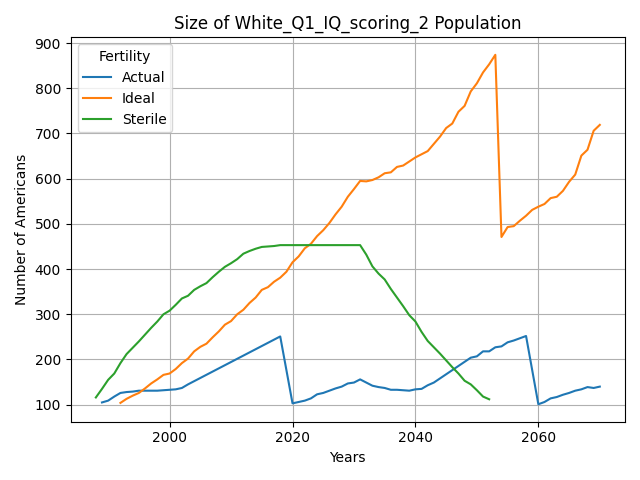 Size of White_Q1_IQ_scoring_2 Population
Fertility
Actual
Ideal
Sterile
Number of Americans
900
800
700
600
500
400
300
200
100
2000
2020
2040
2060
Years